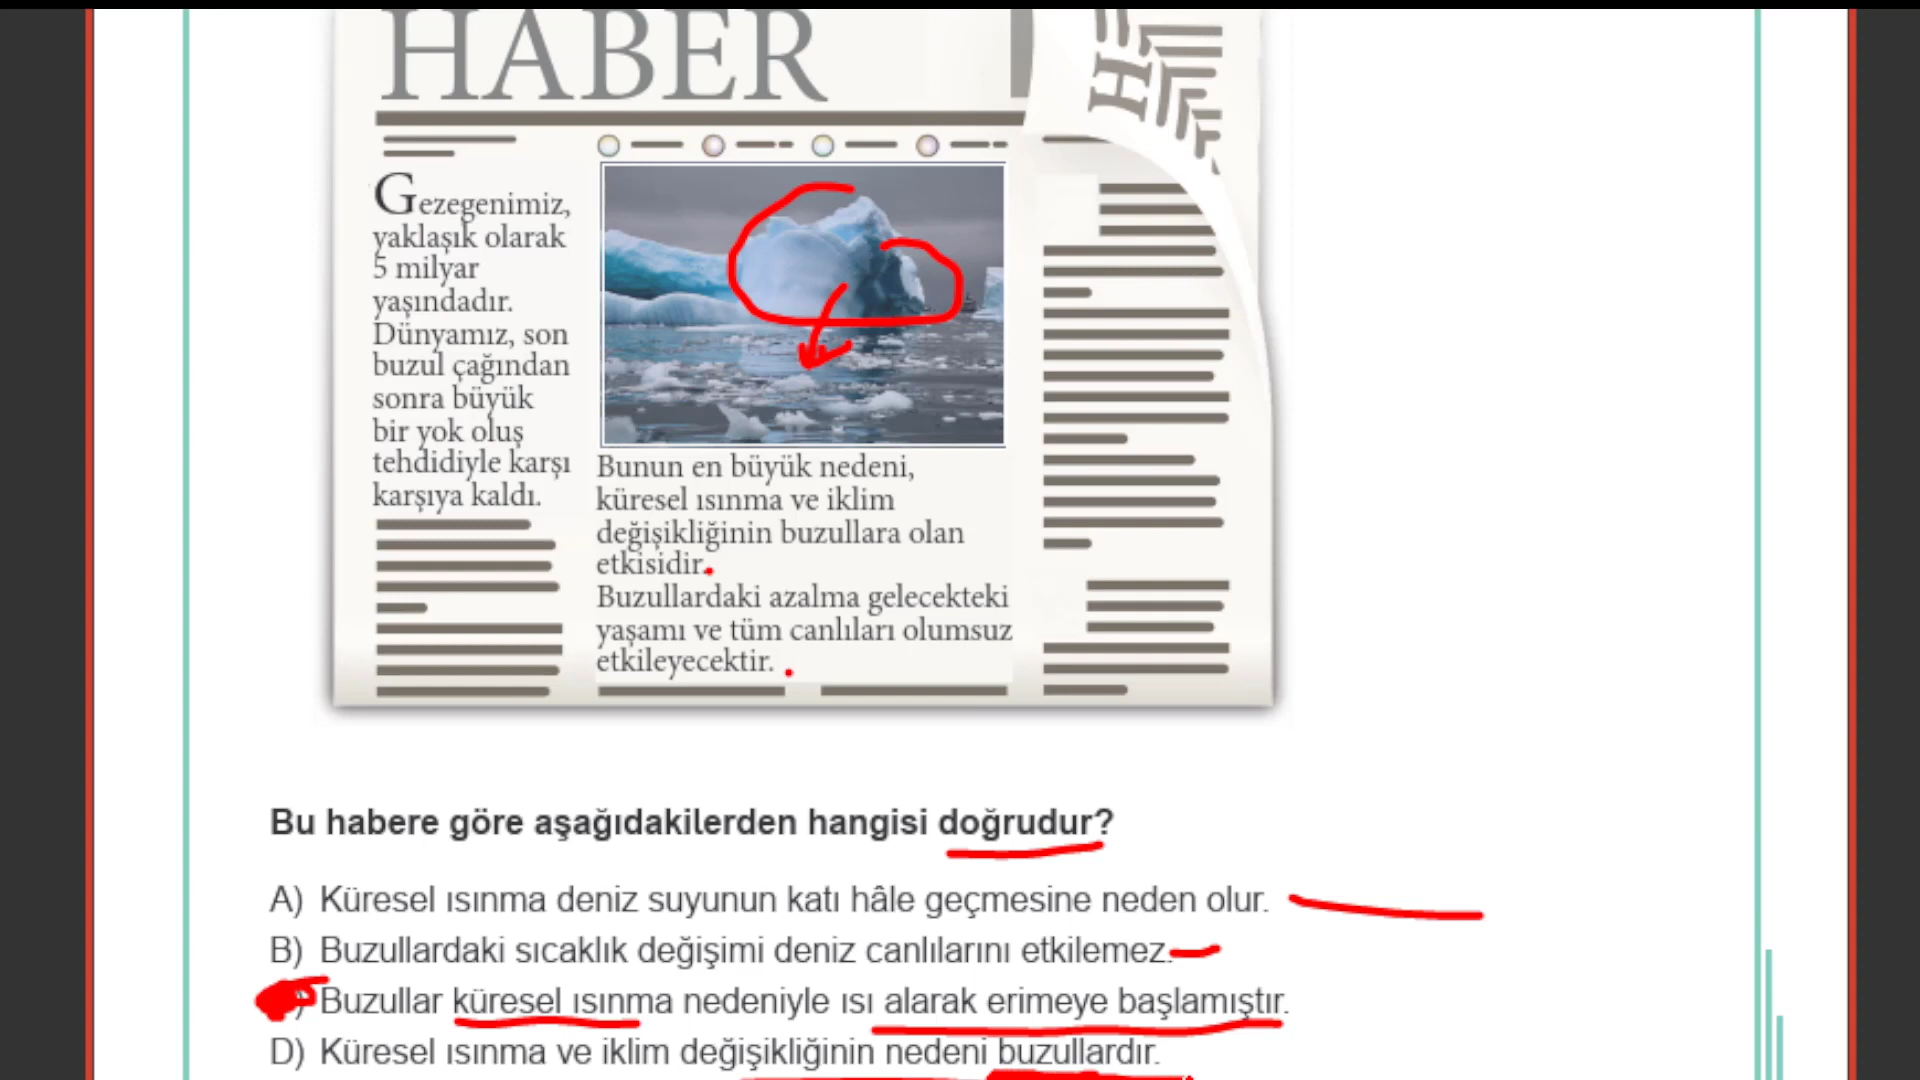 HABER
H
Gezegenimiz,
yaklaşık olarak
5 milyar
yaşındadır.
Dünyamız, son
buzul çağından
sonra büyük
bir yok oluş
tehdidiyle karşı
karşıya kaldı.
Bunun en büyük nedeni,
küresel ısınma ve iklim
değişikliğinin buzullara olan
etkisidir.
Buzullardaki azalma gelecekteki
yaşamı ve tüm canlıları olumsuz
etkileyecektir.
Bu habere göre aşağıdakilerden hangisi doğrudur?
A) Küresel ısınma deniz suyunun katı hâle geçmesine neden olur.
B) Buzullardaki sıcaklık değişimi deniz canlılarını etkilemez.
) Buzullar küresel ısınma nedeniyle ısı alarak erimeye başlamıştır.
D) Küresel ısınma ve iklim değişikliğinin nedeni buzullardır.